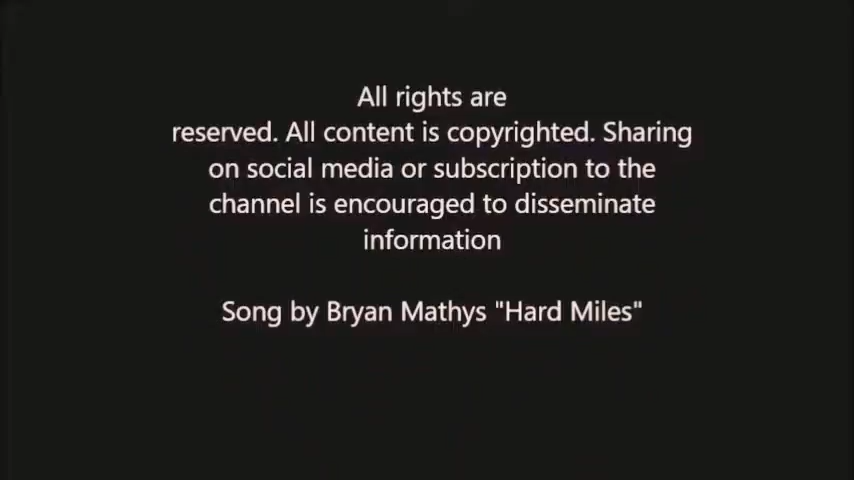 All rights are
reserved. All content is copyrighted. Sharing
on social media or subscription to the
channel is encouraged to disseminate
information
Song by Bryan Mathys "Hard Miles"